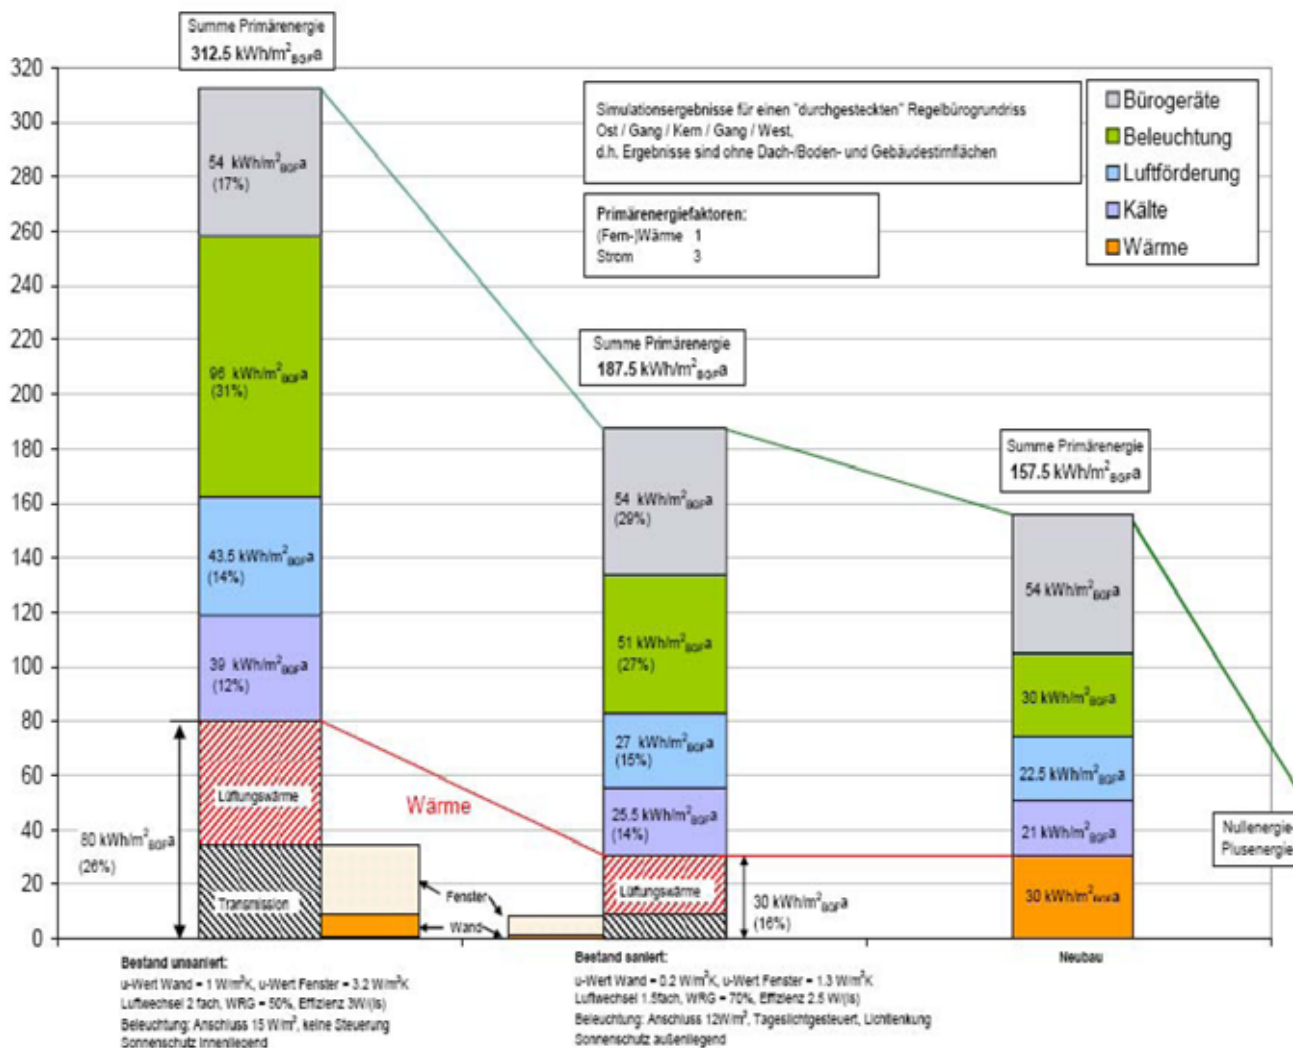 Summe Primärenergie
312.5 kWh/m²BGFa
320
300
280
260
240
220
200
180
160
140
120
100
80
60
40
20
0
54 kWh/m²BGFa
(17%)
96 kWh/m²BGFa
(31%)
43.5 kWh/m²BGFa
(14%)
39 kWh/m²BGFa
(12%)
Lüftungswärme
Transmission
80 kWh/m²BGFa
(26%)
Wärme
Fenster
Wand
Simulationsergebnisse für einen "durchgesteckten" Regelbürogrundriss
Ost / Gang / Kern / Gang / West,
d.h. Ergebnisse sind ohne Dach-/Boden- und Gebäudestirnflächen
Primärenergiefaktoren:
(Fern-)Wärme 1
Strom 3
Bürogeräte
Beleuchtung
Luftförderung
Kälte
Wärme
Summe Primärenergie
187.5 kWh/m²BGFa
54 kWh/m²BGFa
(29%)
51 kWh/m²BGFa
(27%)
27 kWh/m²BGFa
(15%)
25.5 kWh/m²BGFa
(14%)
Lüftungswärme
30 kWh/m²BGFa
(16%)
Summe Primärenergie
157.5 kWh/m²BGFa
54 kWh/m²BGFa
30 kWh/m²BGFa
22.5 kWh/m²BGFa
21 kWh/m²BGFa
30 kWh/m²BGFa
Nullenergie-
Plusenergie
Bestand unsaniert:
u-Wert Wand = 1 W/m²K, u-Wert Fenster = 3.2 W/m²K
Luftwechsel 2 fach, WRG = 50%, Effizienz 3W/(ls)
Beleuchtung: Anschluss 15 W/m², keine Steuerung
Sonnenschutz innenliegend
Bestand saniert:
u-Wert Wand = 0.2 W/m²K, u-Wert Fenster = 1.3 W/m²K
Luftwechsel 1.5fach, WRG = 70%, Effizienz 2.5 W/(ls)
Beleuchtung: Anschluss 12W/m², Tageslichtgesteuert, Lichtlenkung
Sonnenschutz außenliegend
Neubau